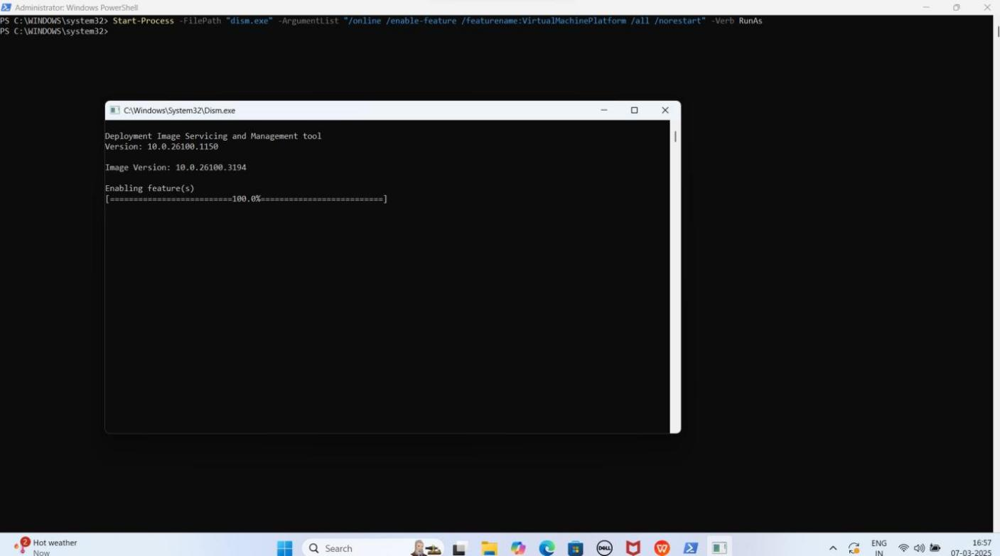 Administrator: Windows PowerShell
PS C:\WINDOWS\system32> Start-Process -FilePath "dism.exe" -ArgumentList "/online /enable-feature /featurename:VirtualMachinePlatform /all /norestart" -Verb RunAs
PS C:\WINDOWS\system32>
C:\Windows\System32\Dism.exe
Deployment Image Servicing and Management tool
Version: 10.0.26100.1150
Image Version: 10.0.26100.3194
Enabling feature(s)
[==========================100.0%==========================]
2
Hot weather
Now
Search
DELL
ENG
IN
16:57
07-03-2025